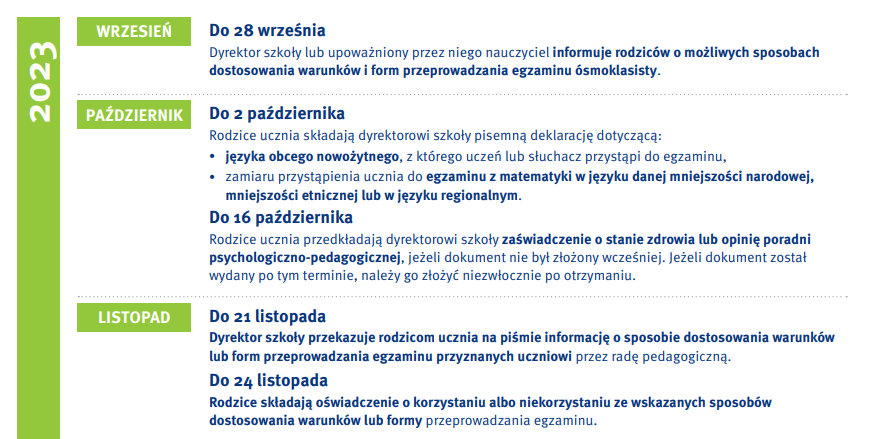 2023
WRZESIEŃ
Do 28 września
Dyrektor szkoły lub upoważniony przez niego nauczyciel informuje rodziców o możliwych sposobach
dostosowania warunków i form przeprowadzania egzaminu ósmoklasisty.
PAŹDZIERNIK
Do 2 października
Rodzice ucznia składają dyrektorowi szkoły pisemną deklarację dotyczącą:
• języka obcego nowożytnego, z którego uczeń lub słuchacz przystąpi do egzaminu,
• zamiaru przystąpienia ucznia do egzaminu z matematyki w języku danej mniejszości narodowej,
mniejszości etnicznej lub w języku regionalnym.
Do 16 października
Rodzice ucznia przedkładają dyrektorowi szkoły zaświadczenie o stanie zdrowia lub opinię poradni
psychologiczno-pedagogicznej, jeżeli dokument nie był złożony wcześniej. Jeżeli dokument został
wydany po tym terminie, należy go złożyć niezwłocznie po otrzymaniu.
LISTOPAD
Do 21 listopada
Dyrektor szkoły przekazuje rodzicom ucznia na piśmie informację o sposobie dostosowania warunków
lub form przeprowadzania egzaminu przyznanych uczniowi przez radę pedagogiczną.
Do 24 listopada
Rodzice składają oświadczenie o korzystaniu albo niekorzystaniu ze wskazanych sposobów
dostosowania warunków lub formy przeprowadzania egzaminu.